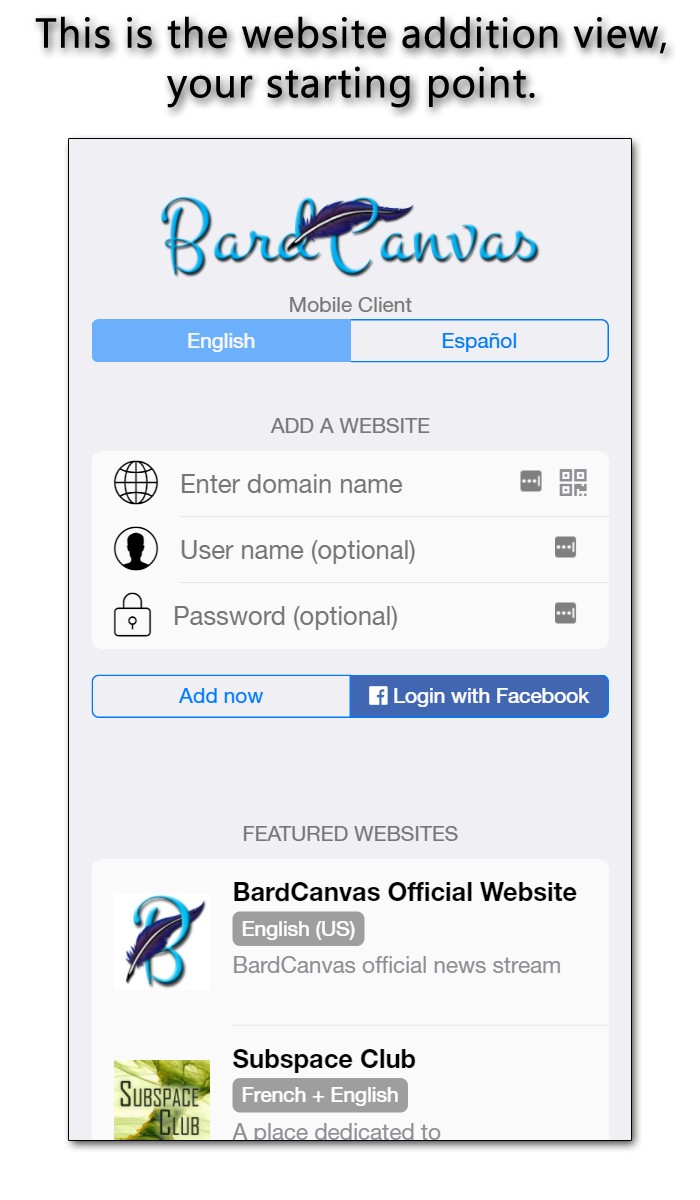 This is the website addition view,
your starting point.
BardCanvas
Mobile Client
English Español
ADD A WEBSITE
Enter domain name
User name (optional)
Password (optional)
Add now Login with Facebook
FEATURED WEBSITES
BardCanvas Official Website
English (US)
BardCanvas official news stream
Subspace Club
French + English
SUBSPACE
CLUB
A place dedicated to